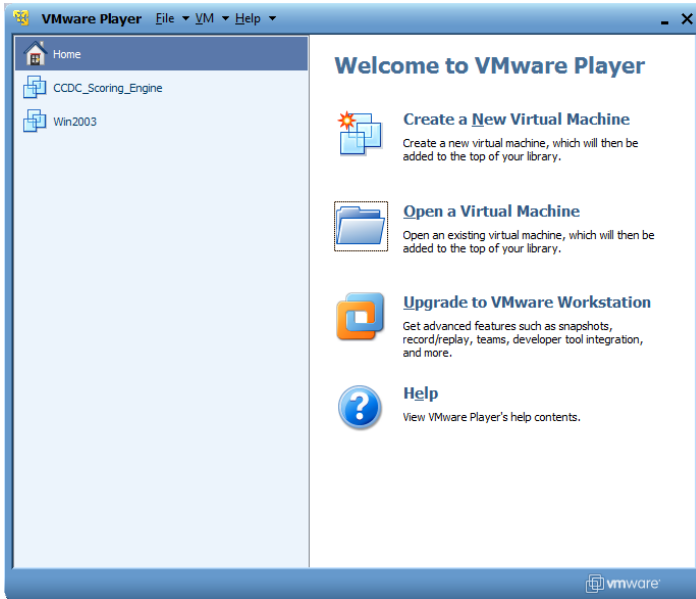 VMware Player File VM Help
Home
CCDC_Scoring_Engine
Win2003
Welcome to VMware Player
Create a New Virtual Machine
Create a new virtual machine, which will then be
added to the top of your library.
Open a Virtual Machine
Open an existing virtual machine, which will then be
added to the top of your library.
Upgrade to VMware Workstation
Get advanced features such as snapshots,
record/replay, teams, developer tool integration,
and more.
Help
View VMware Player's help contents.
vmware